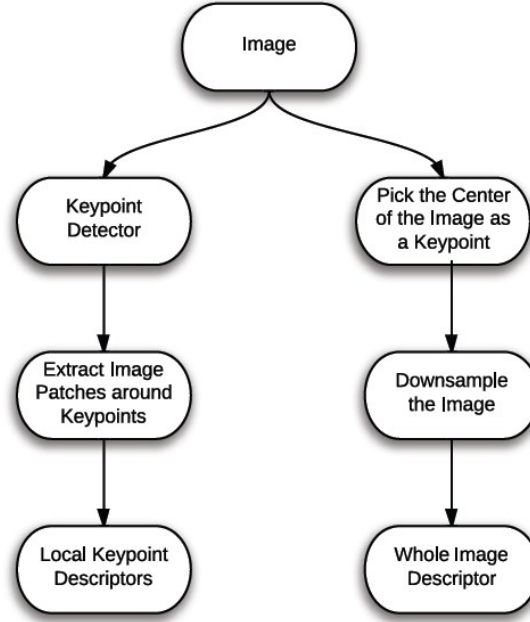 Image
Keypoint
Detector
Extract Image
Patches around
Keypoints
Local Keypoint
Descriptors
Pick the Center
of the Image as
a Keypoint
Downsample
the Image
Whole Image
Descriptor